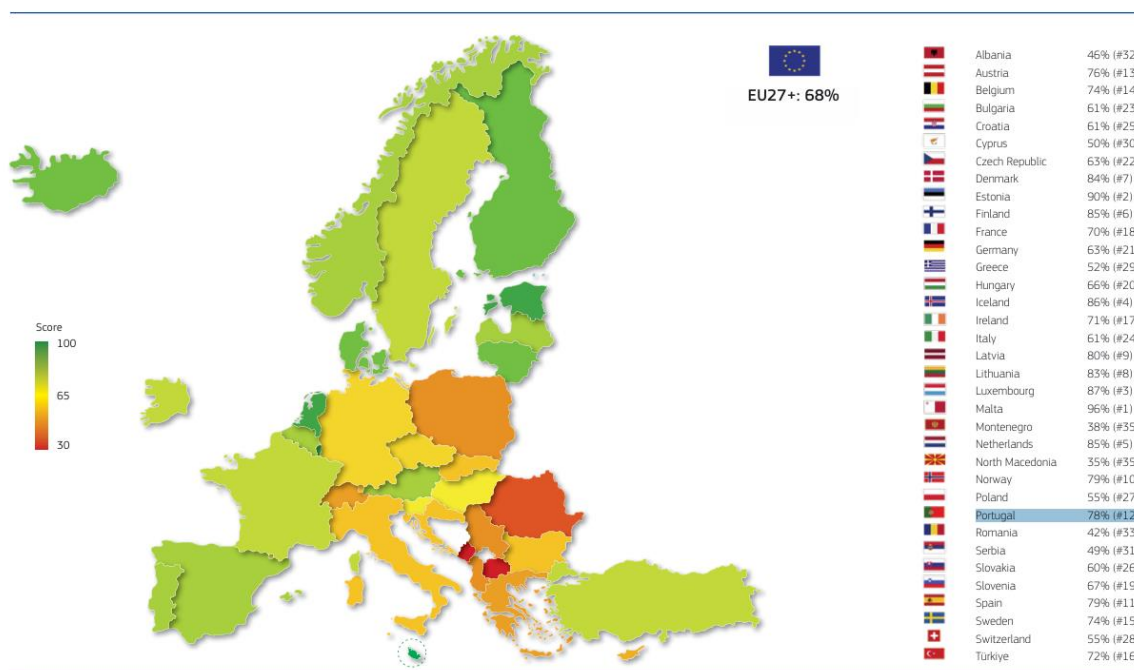 EU27+: 68%
Score
100
65
30
Albania 46% (#32
Austria 76% (#13
Belgium 74% (#14
Bulgaria 61% (#23
Croatia 61% (#25
Cyprus 50% (#30
Czech Republic 63% (#22
Denmark 84% (#7)
Estonia 90% (#2)
Finland 85% (#6)
France 70% (#18
Germany 63% (#21
Greece 52% (#29
Hungary 66% (#20
Iceland 86% (#4)
Ireland 71% (#17
Italy 61% (#24
Latvia 80% (#9)
Lithuania 83% (#8)
Luxembourg 87% (#3)
Malta 96% (#1)
Montenegro 38% (#35
Netherlands 85% (#5)
North Macedonia 35% (#35
Norway 79% (#10
Poland 55% (#27
Portugal 78% (#12
Romania 42% (#33
Serbia 49% (#31
Slovakia 60% (#26
Slovenia 67% (#19
Spain 79% (#11
Sweden 74% (#15
Switzerland 55% (#28
Türkiye 72% (#16